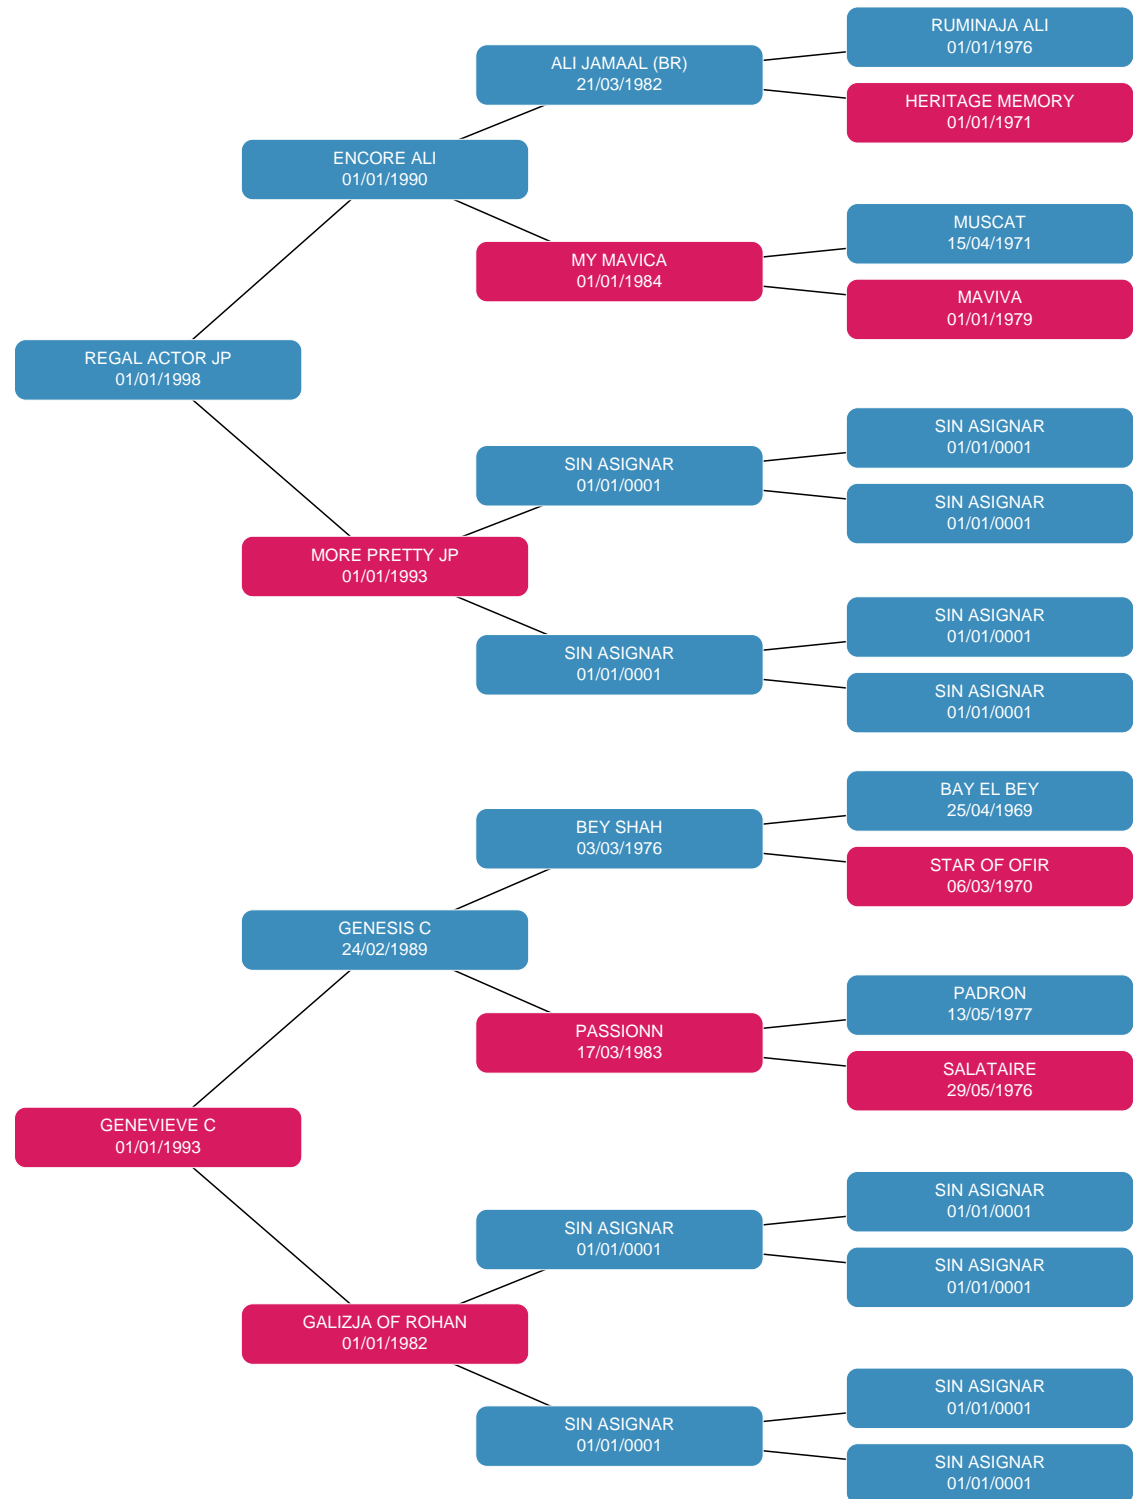 RUMINAJA ALI
01/01/1976
ALI JAMAAL (BR)
21/03/1982
HERITAGE MEMORY
01/01/1971
ENCORE ALI
01/01/1990
MUSCAT
15/04/1971
MY MAVICA
01/01/1984
MAVIVA
01/01/1979
REGAL ACTOR JP
01/01/1998
SIN ASIGNAR
01/01/0001
SIN ASIGNAR
01/01/0001
SIN ASIGNAR
01/01/0001
MORE PRETTY JP
01/01/1993
SIN ASIGNAR
01/01/0001
SIN ASIGNAR
01/01/0001
SIN ASIGNAR
01/01/0001
BAY EL BEY
25/04/1969
BEY SHAH
03/03/1976
STAR OF OFIR
06/03/1970
GENESIS C
24/02/1989
PADRON
13/05/1977
PASSIONN
17/03/1983
SALATAIRE
29/05/1976
GENEVIEVE C
01/01/1993
SIN ASIGNAR
01/01/0001
SIN ASIGNAR
01/01/0001
SIN ASIGNAR
01/01/0001
GALIZJA OF ROHAN
01/01/1982
SIN ASIGNAR
01/01/0001
SIN ASIGNAR
01/01/0001
SIN ASIGNAR
01/01/0001